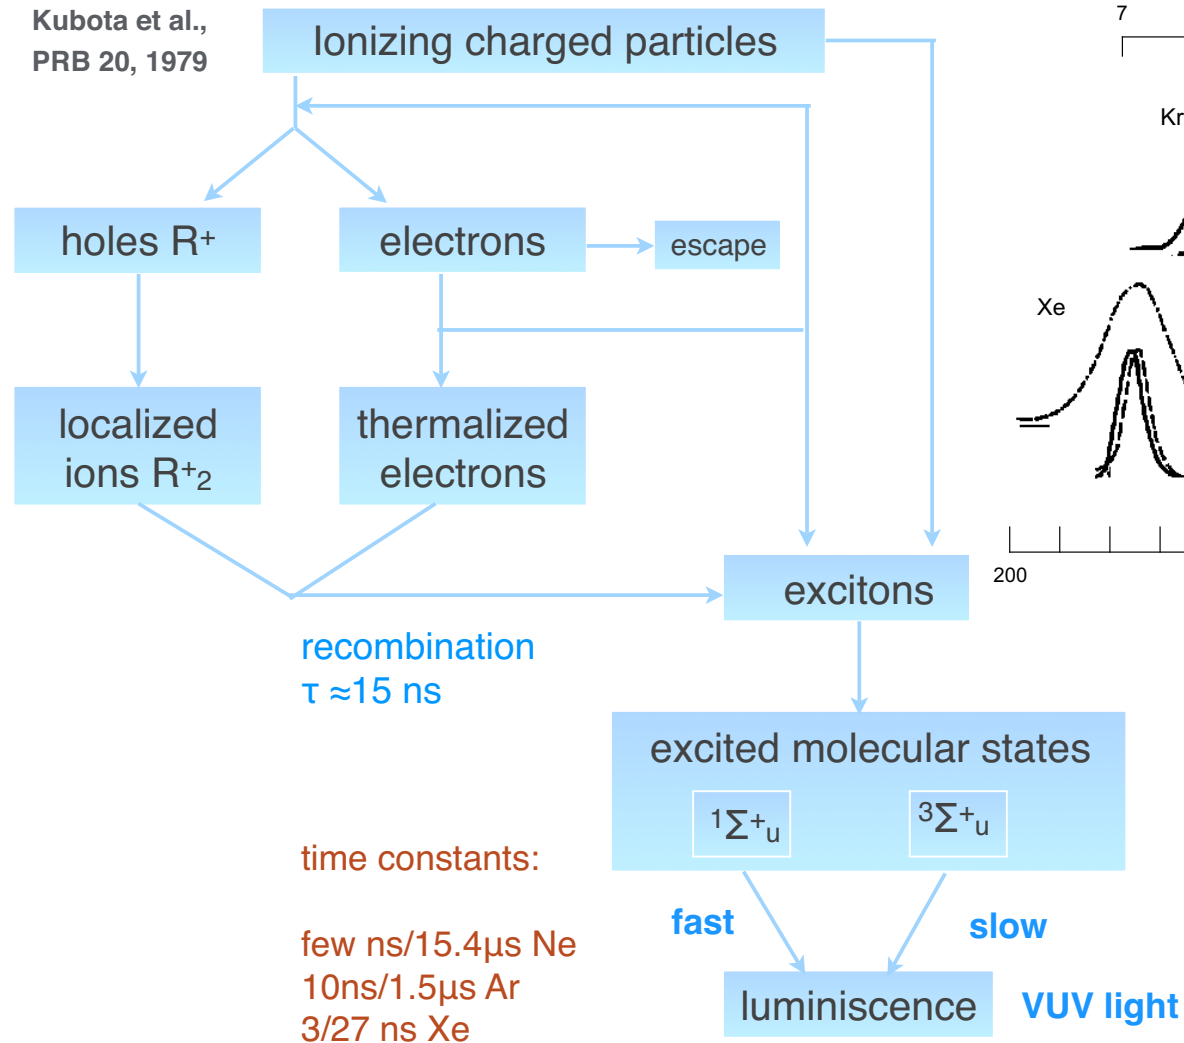 Kubota et al.,
PRB 20, 1979
Ionizing charged particles
7
Kr
holes R⁺
electrons
escape
Xe
localized
ions R⁺₂
thermalized
electrons
200
excitons
recombination
τ ≈15 ns
excited molecular states
¹Σ⁺ᵤ
³Σ⁺ᵤ
time constants:
fast
slow
few ns/15.4µs Ne
10ns/1.5µs Ar
3/27 ns Xe
luminiscence
VUV light